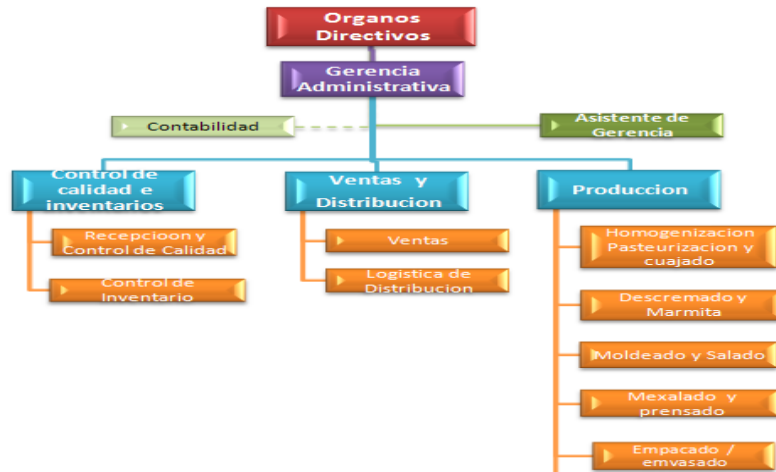 Organos
Directivos
Gerencia
Administrativa
Contabilidad
Asistente de
Gerencia
Control de
calidad e
inventarios
Ventas y
Distribucion
Produccion
Recepcioon y
Control de Calidad
Control de
Inventario
Ventas
Logistica de
Distribucion
Homogenizacion
Pasteurizacion y
cuajado
Descremado y
Marmita
Moldeado y Salado
Mexalado y
prensado
Empacado /
emvasado